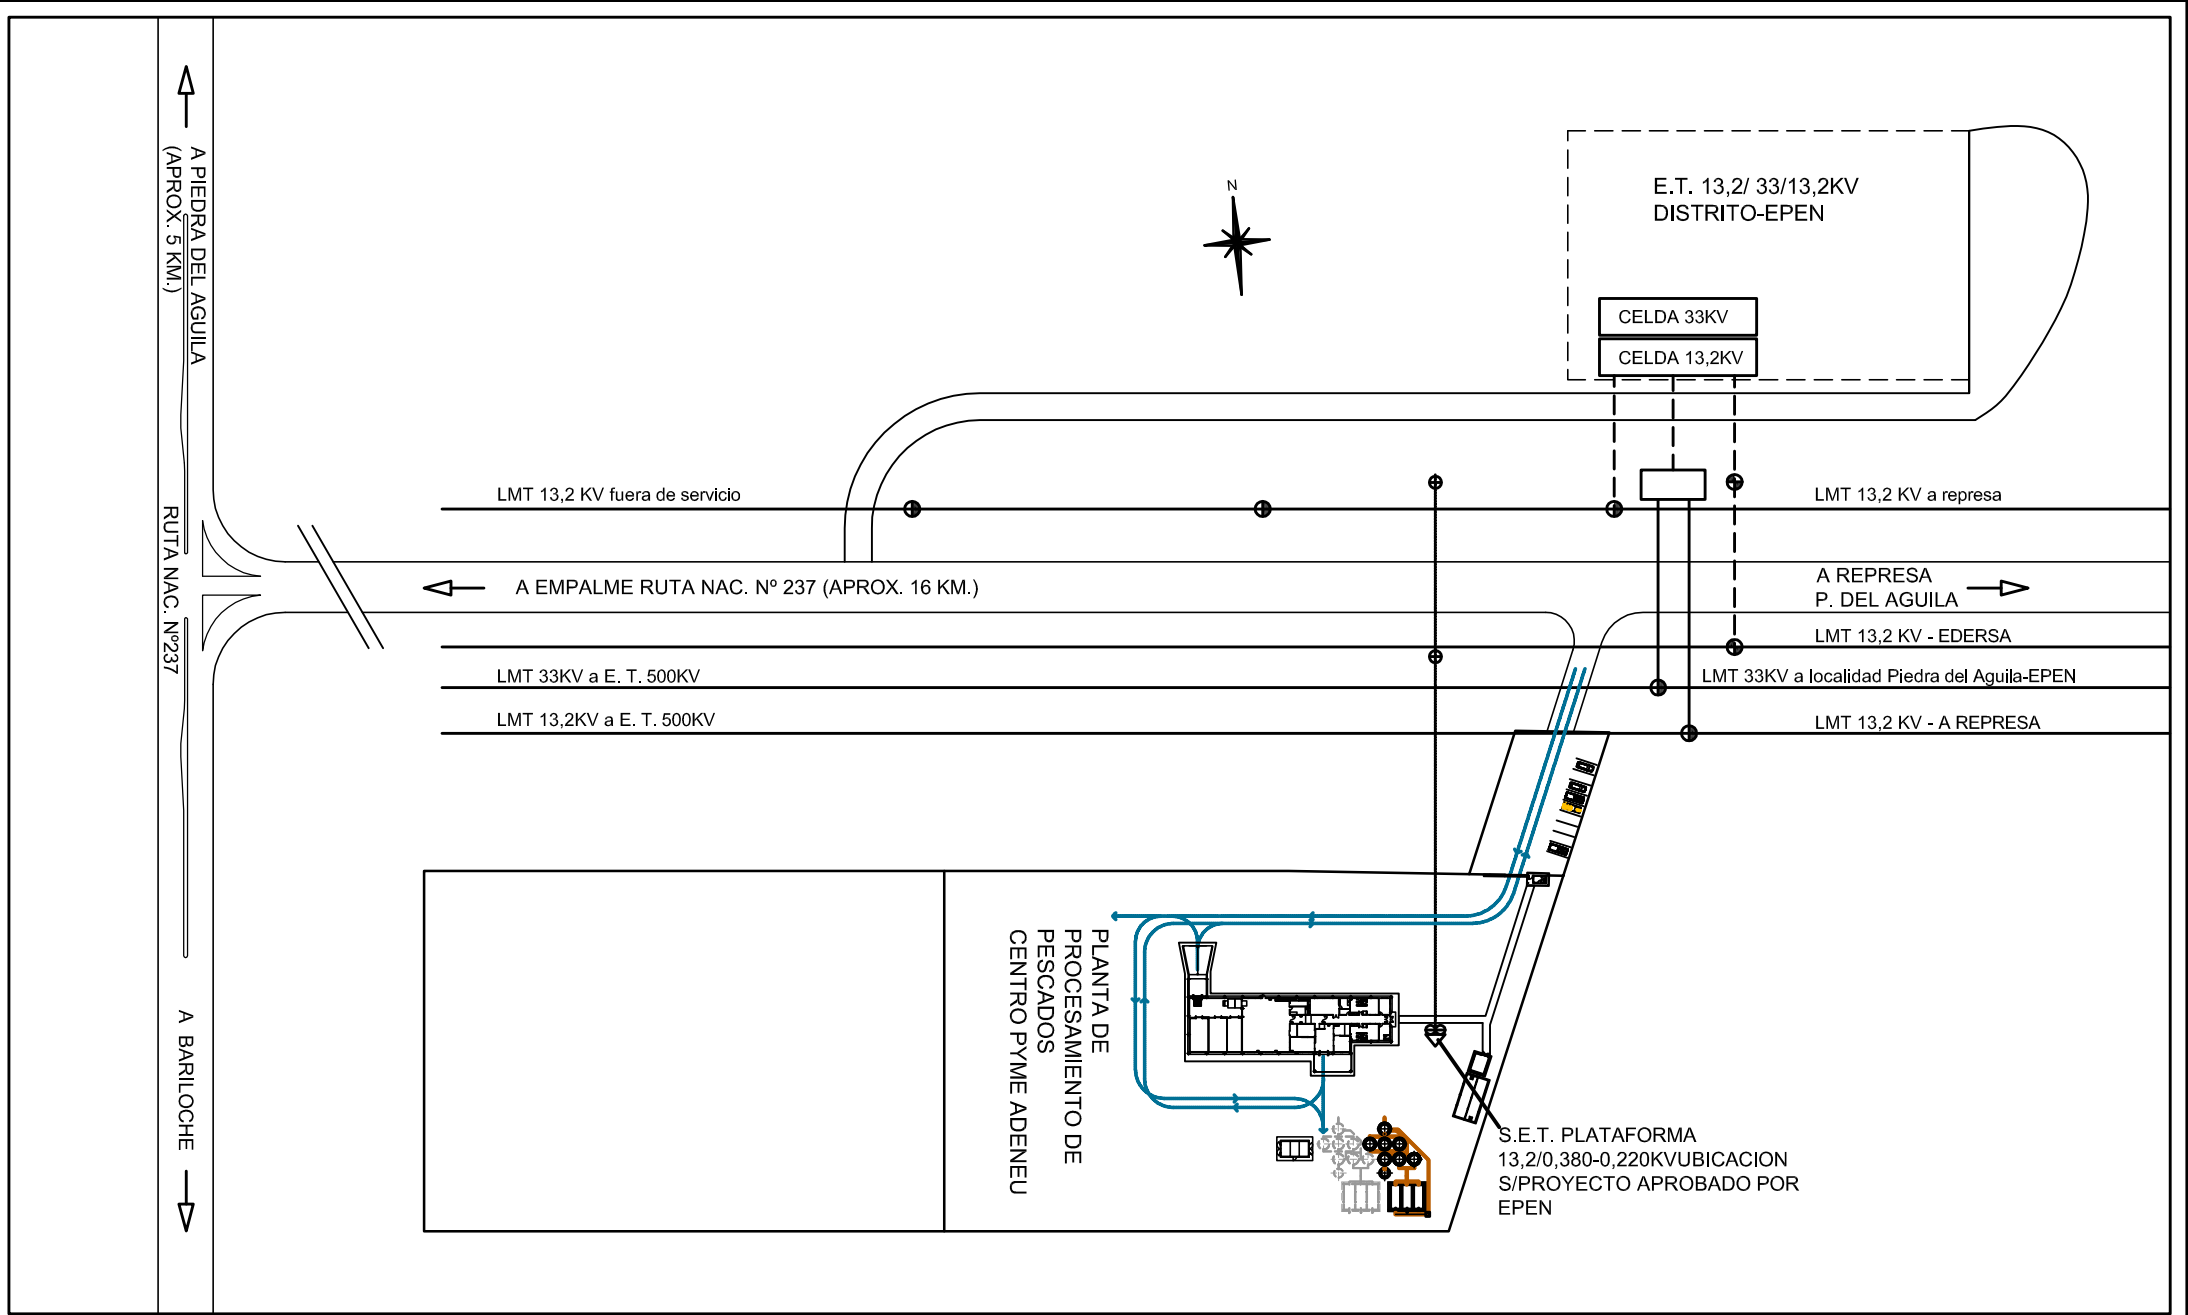 A PIEDRA DEL AGUILA
(APROX. 5 KM.)
RUTA NAC. Nº237
A BARILOCHE
N
E.T. 13,2/ 33/13,2KV
DISTRITO-EPEN
CELDA 33KV
CELDA 13,2KV
LMT 13,2 KV fuera de servicio
LMT 13,2 KV a represa
A EMPALME RUTA NAC. Nº 237 (APROX. 16 KM.)
A REPRESA
P. DEL AGUILA
LMT 13,2 KV - EDERSA
LMT 33KV a E. T. 500KV
LMT 33KV a localidad Piedra del Aguila-EPEN
LMT 13,2KV a E. T. 500KV
LMT 13,2 KV - A REPRESA
PLANTA DE
PROCESAMIENTO DE
PESCADOS
CENTRO PYME ADENEU
S.E.T. PLATAFORMA
13,2/0,380-0,220KVUBICACION
S/PROYECTO APROBADO POR
EPEN